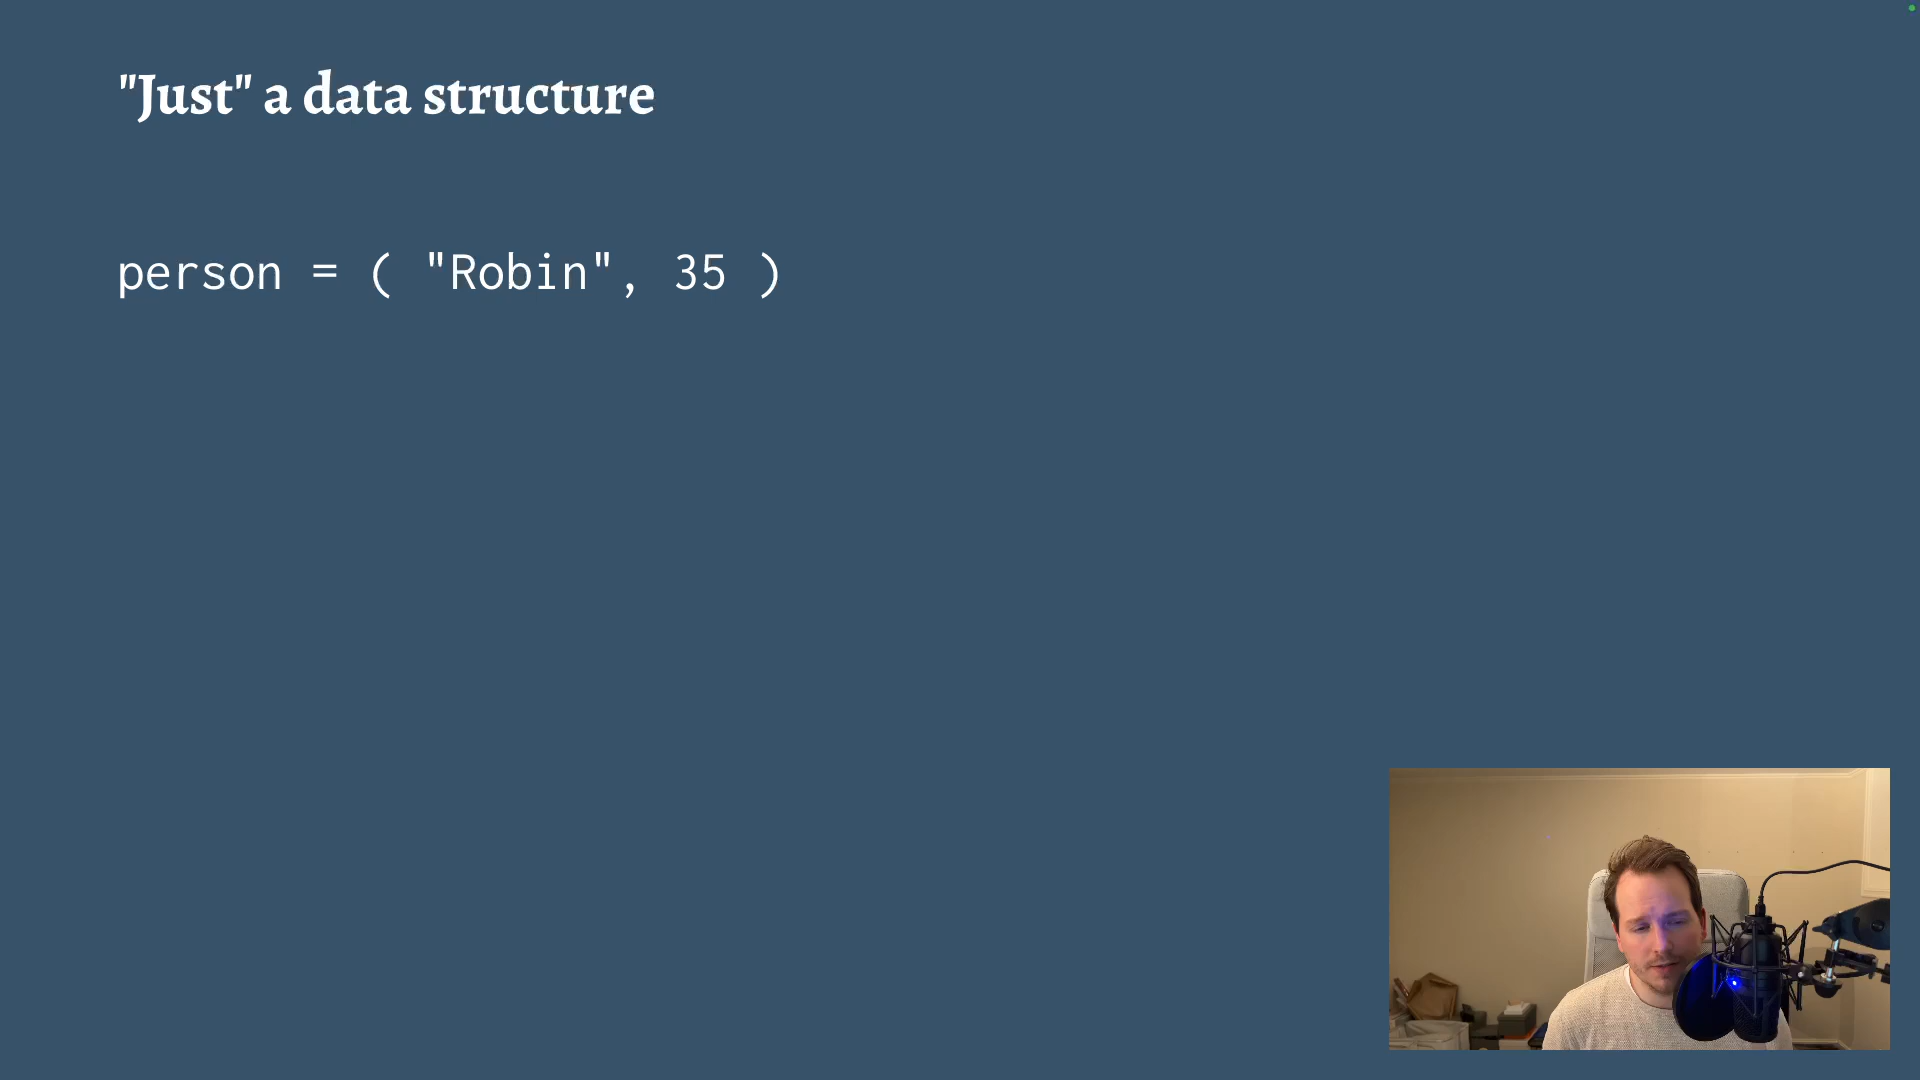 "Just" a data structure
person = ( "Robin", 35 )